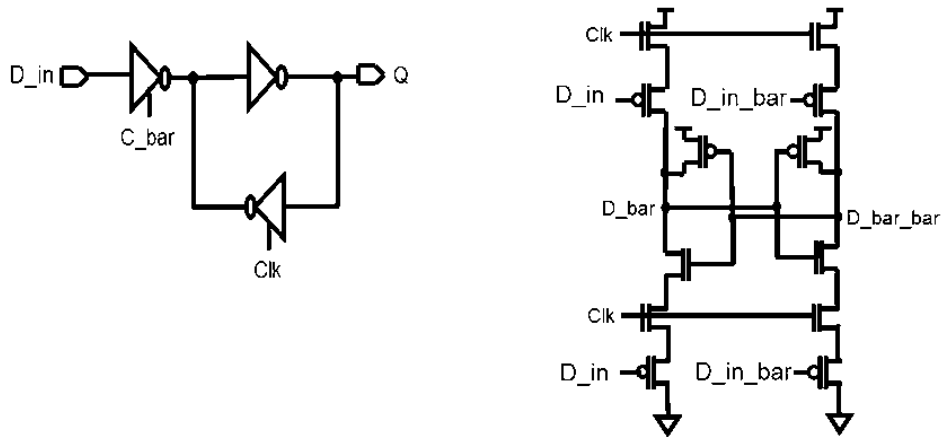 D_in
Q
C_bar
Clk
Clk
D_in
D_in_bar
D_bar
D_bar_bar
Clk
D_in
D_in_bar